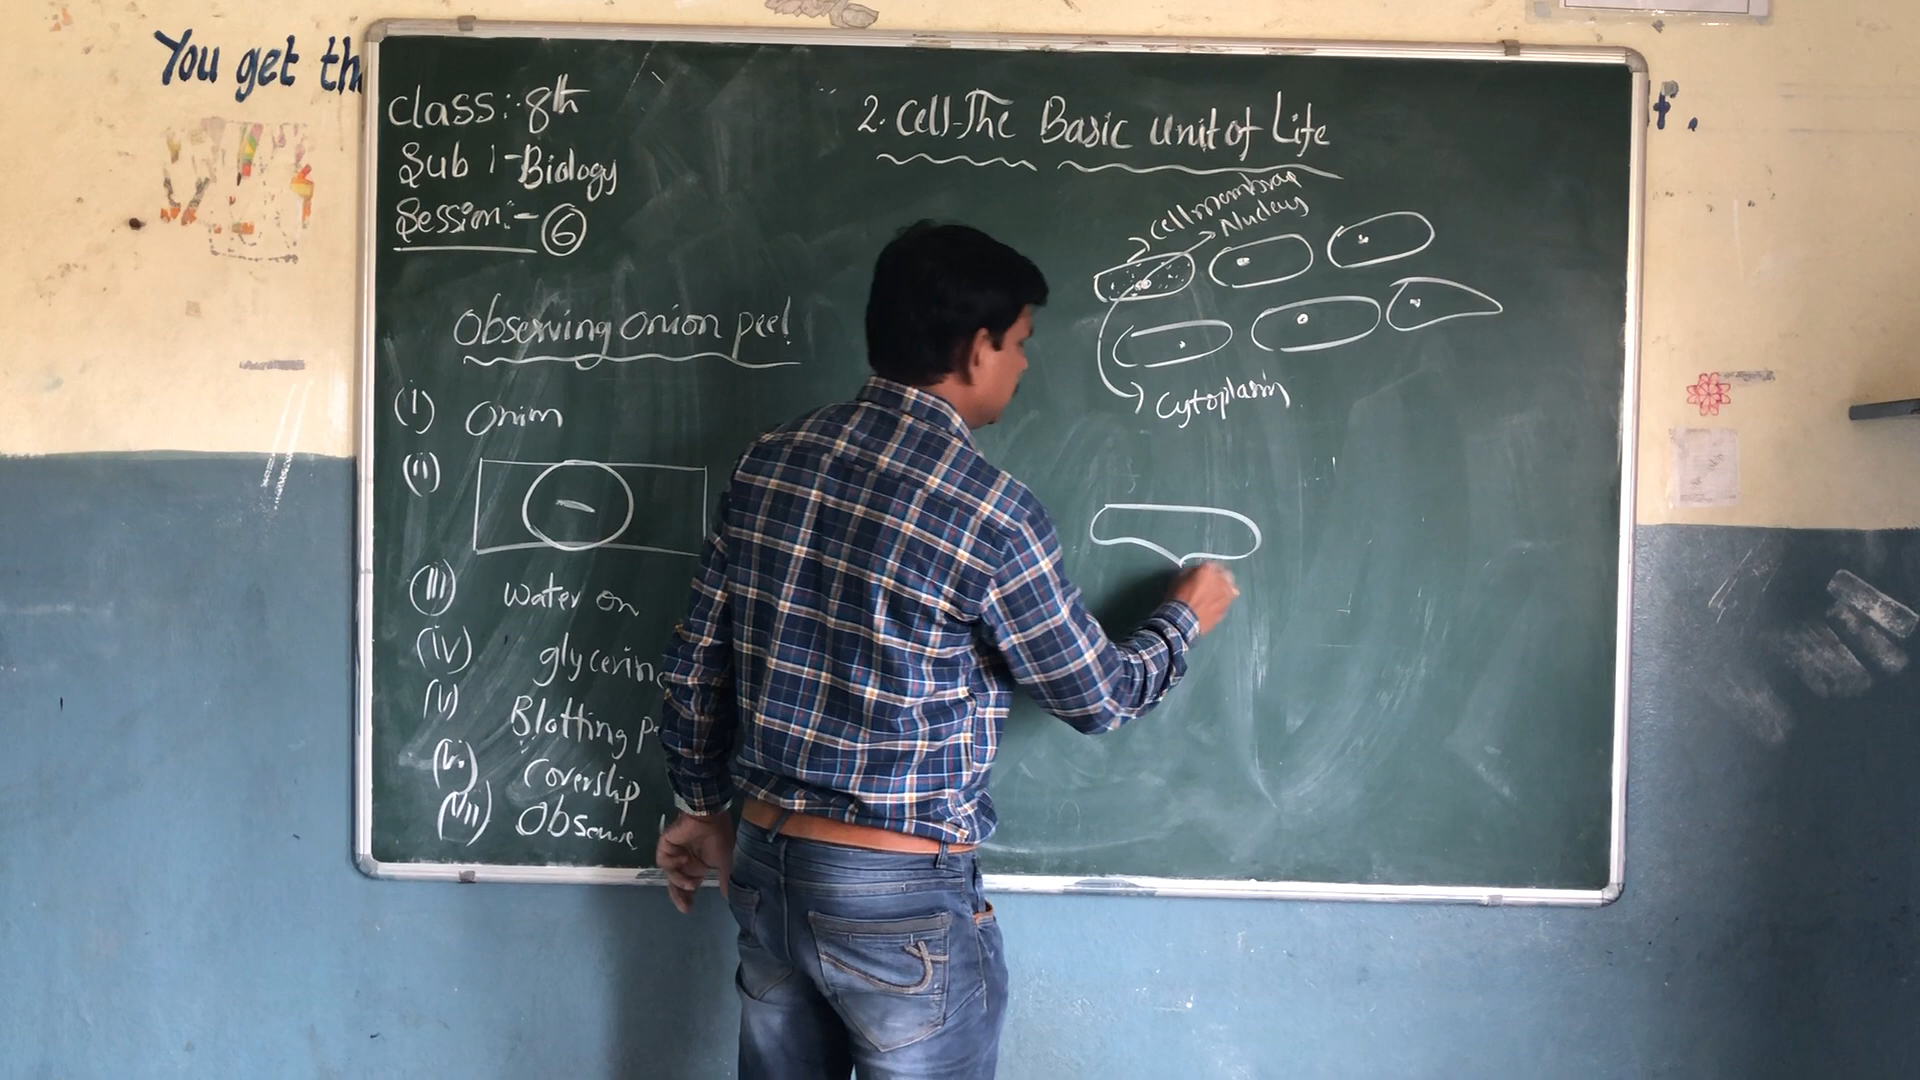 You get th
t.
Class: 8th
Sub :- Biology
Session:- 6
2. Cell-The Basic Unit of Life
Cell membrap
Nucleus
Cytoplasm
Observing Onion peel
(i) Onion
(ii)
(iii) Water on
(iv) glycerin
(v) Blotting p
(vi) Coverslip
(vii) Observe